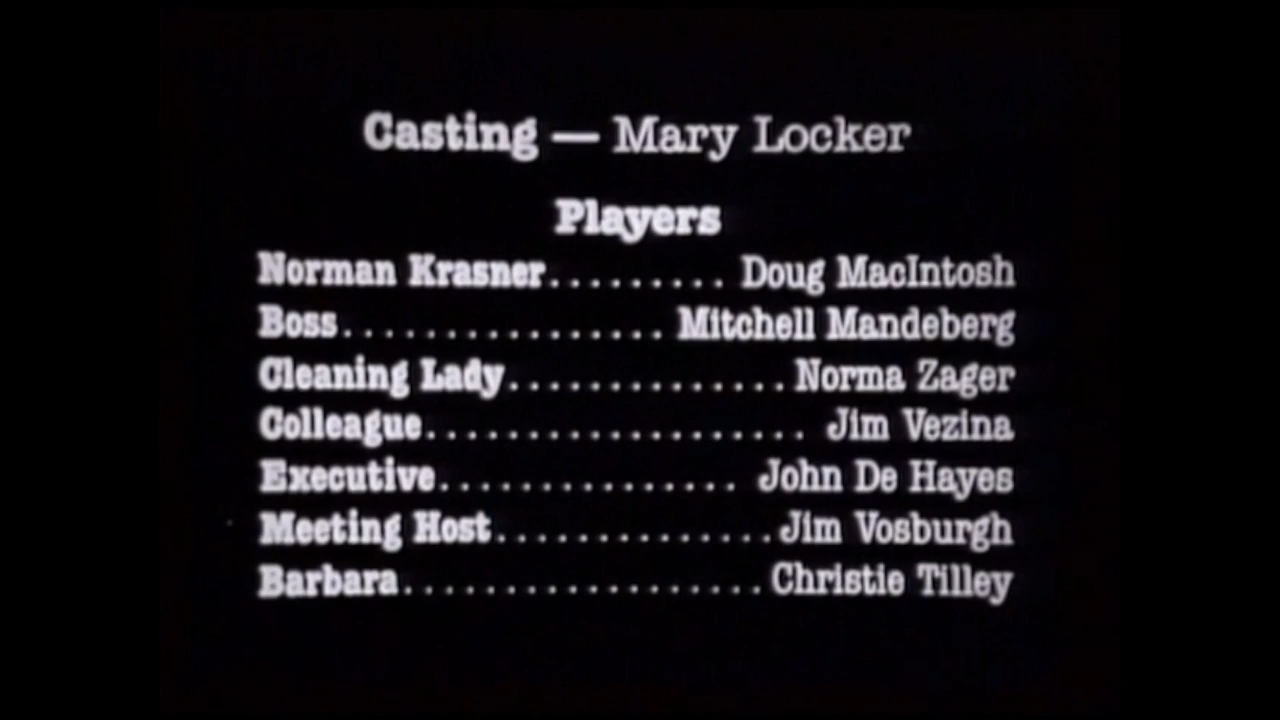 Casting — Mary Locker
Players
Norman Krasner......... Doug MacIntosh
Boss................ Mitchell Mandeberg
Cleaning Lady.............. Norma Zager
Colleague................... Jim Vezina
Executive............... John De Hayes
Meeting Host..............Jim Vosburgh
Barbara.................. Christie Tilley